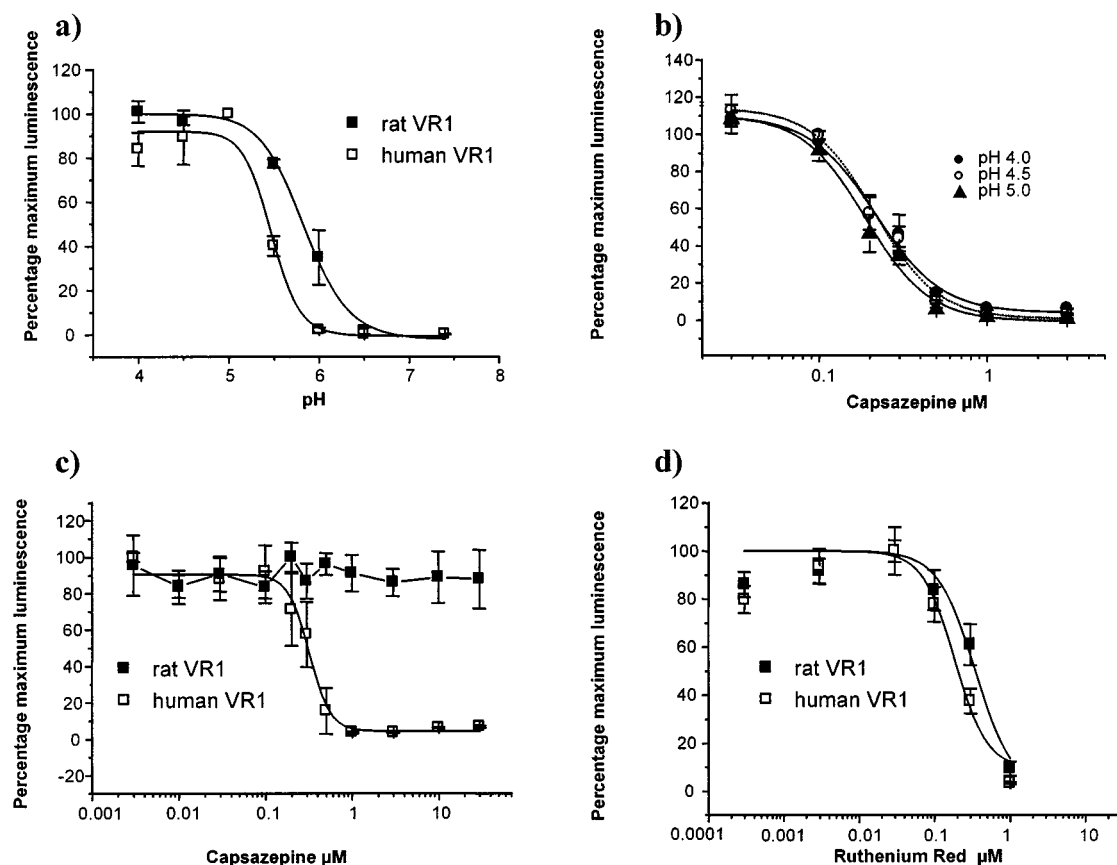 a)
Percentage maximum luminescence
120
100
80
60
40
20
0
4
5
6
7
8
pH
rat VR1
human VR1
b)
Percentage maximum luminescence
140
120
100
80
60
40
20
0
0.1
1
Capsazepine µM
pH 4.0
pH 4.5
pH 5.0
c)
Percentage maximum luminescence
120
100
80
60
40
20
0
-20
0.001
0.01
0.1
1
10
Capsazepine µM
rat VR1
human VR1
d)
Percentage maximum luminescence
120
100
80
60
40
20
0
0.0001
0.001
0.01
0.1
1
10
Ruthenium Red µM
rat VR1
human VR1